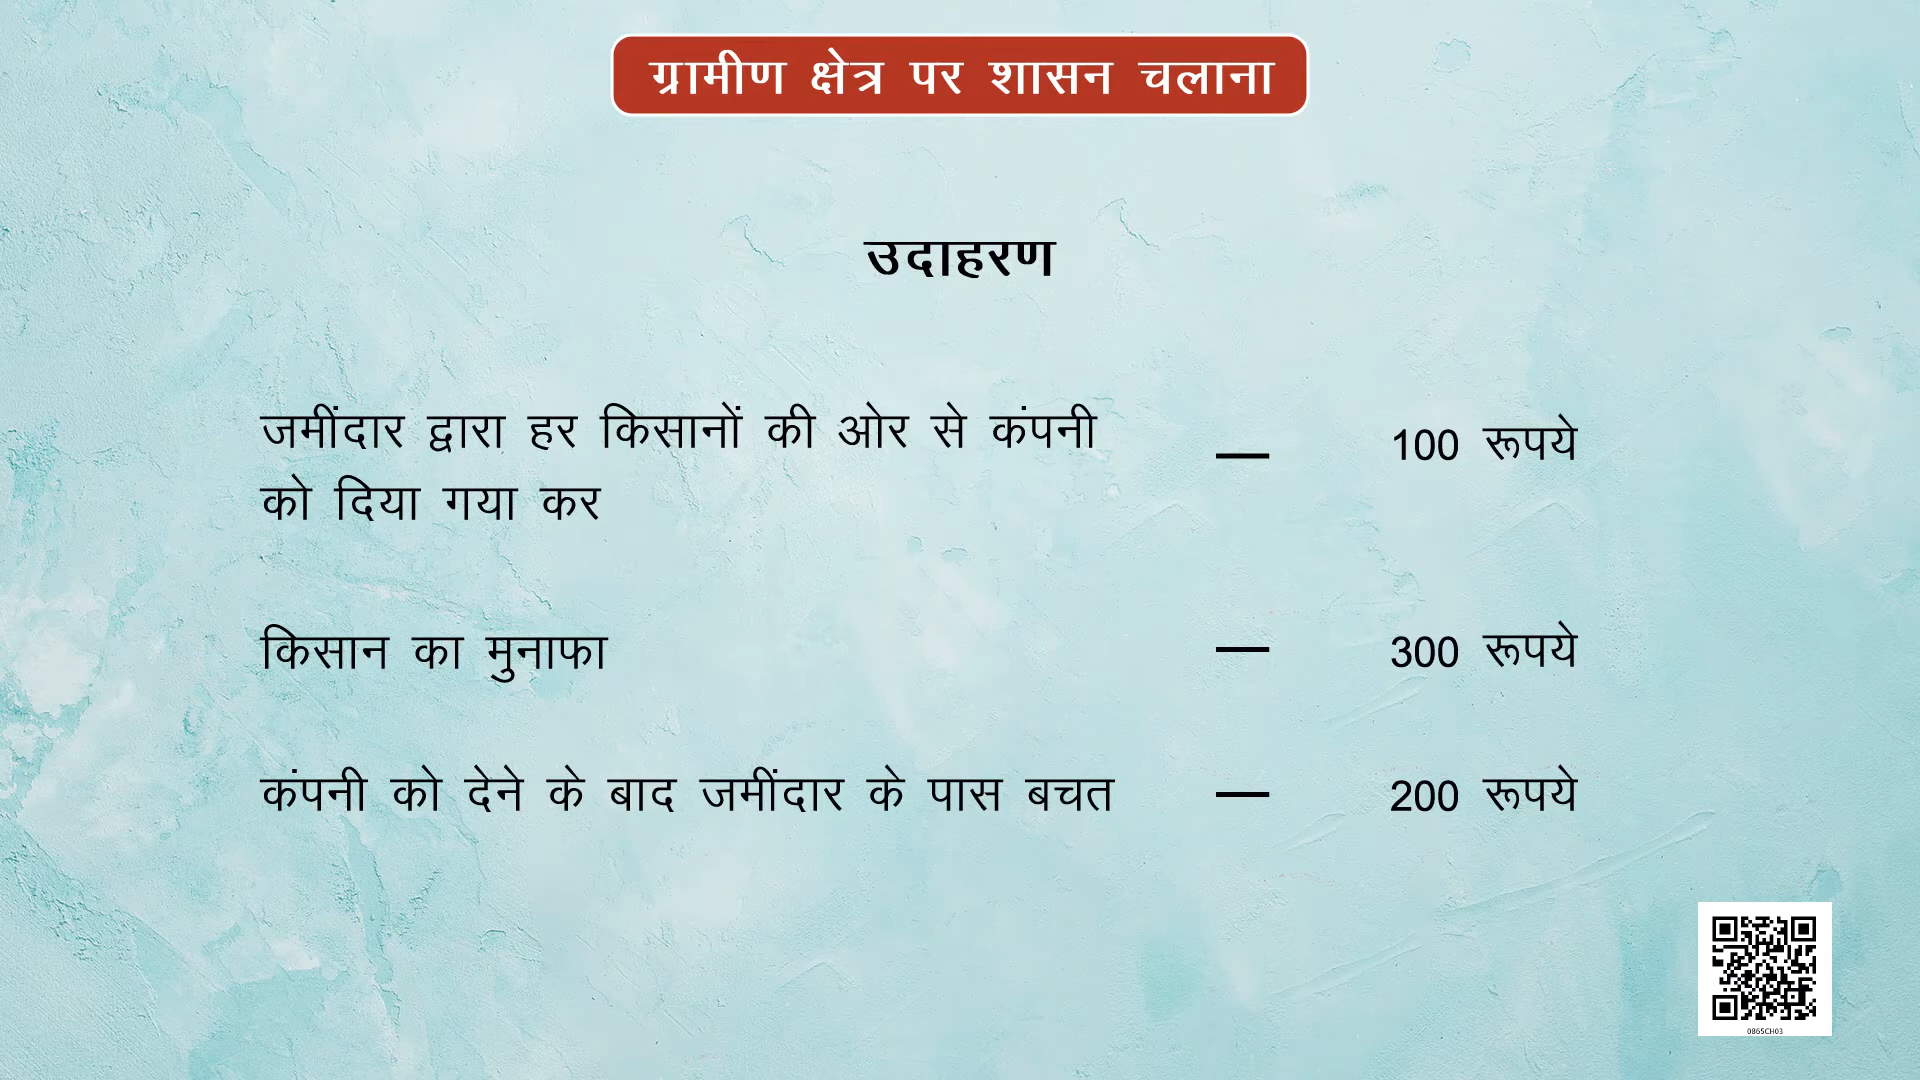 ग्रामीण क्षेत्र पर शासन चलाना
उदाहरण
जमींदार द्वारा हर किसानों की ओर से कंपनी
को दिया गया कर — 100 रूपये
किसान का मुनाफा — 300 रूपये
कंपनी को देने के बाद जमींदार के पास बचत — 200 रूपये
0865CH03